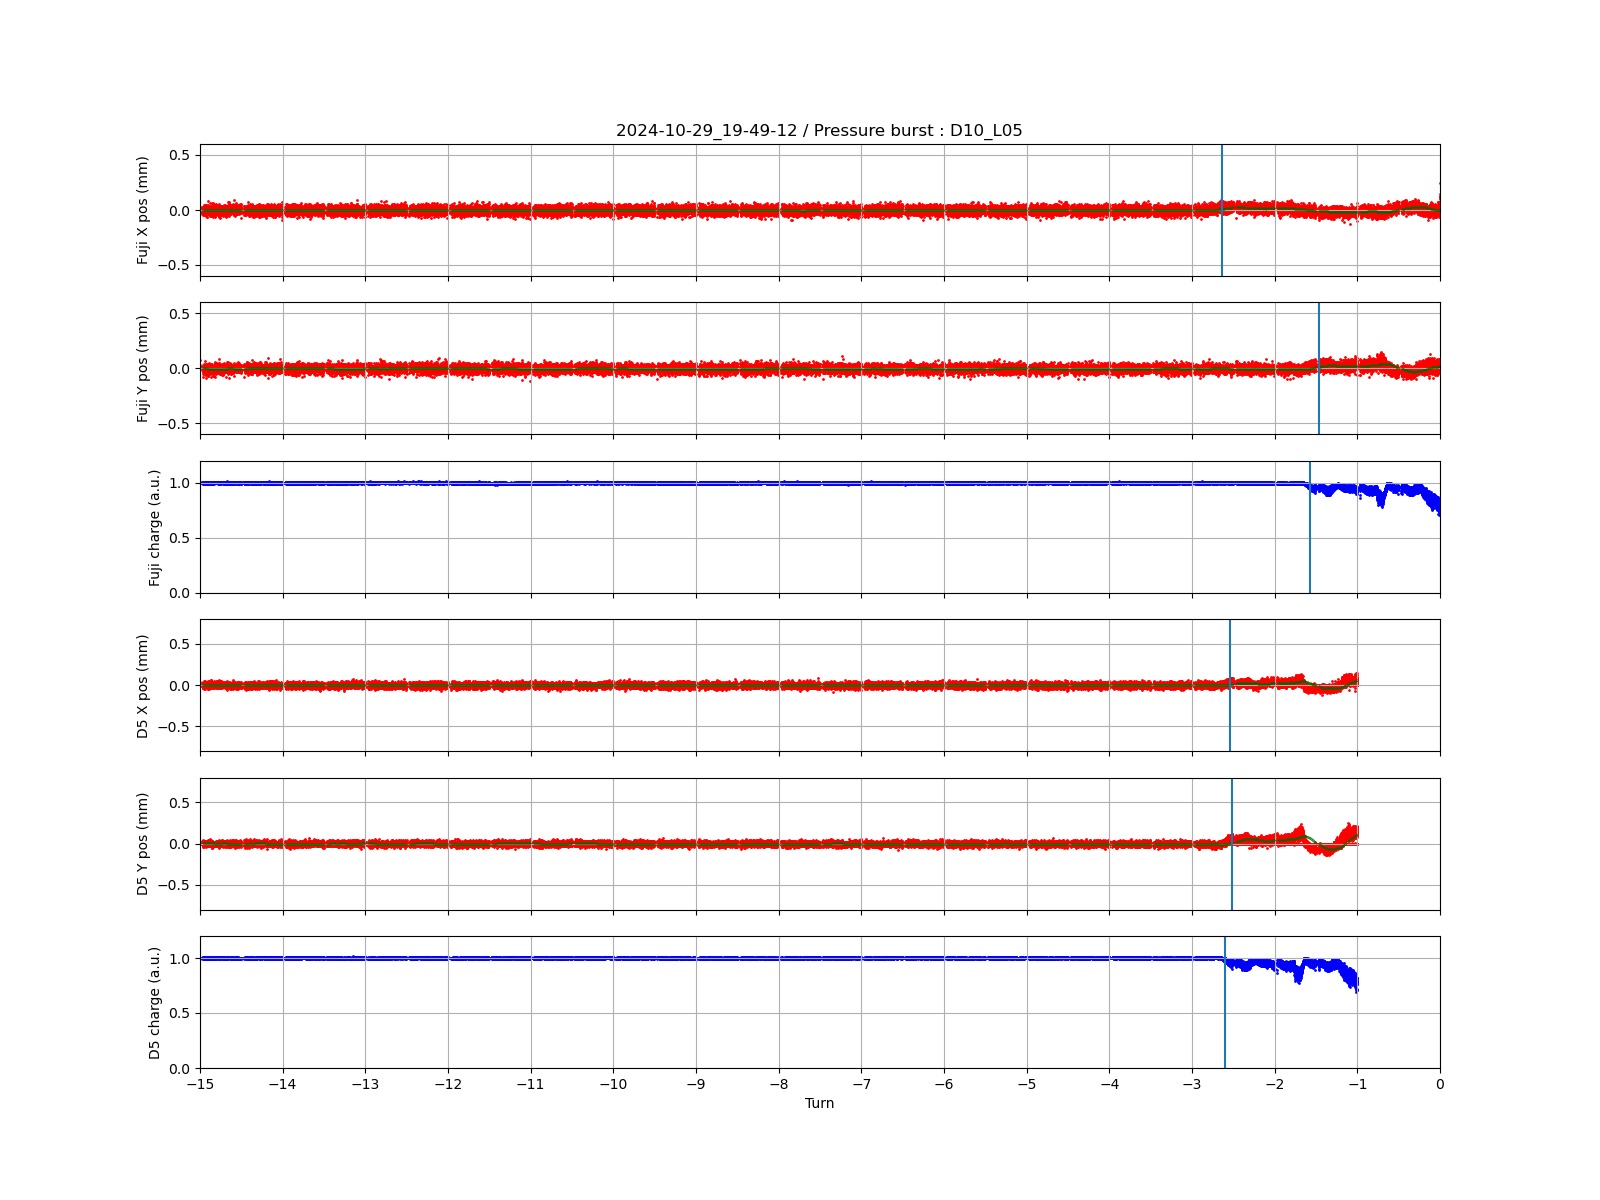 2024-10-29_19-49-12 / Pressure burst : D10_L05
Fuji X pos (mm)
0.5
0.0
−0.5
Fuji Y pos (mm)
0.5
0.0
−0.5
Fuji charge (a.u.)
1.0
0.5
0.0
D5 X pos (mm)
0.5
0.0
−0.5
D5 Y pos (mm)
0.5
0.0
−0.5
D5 charge (a.u.)
1.0
0.5
0.0
−15 −14 −13 −12 −11 −10 −9 −8 −7 −6 −5 −4 −3 −2 −1 0
Turn